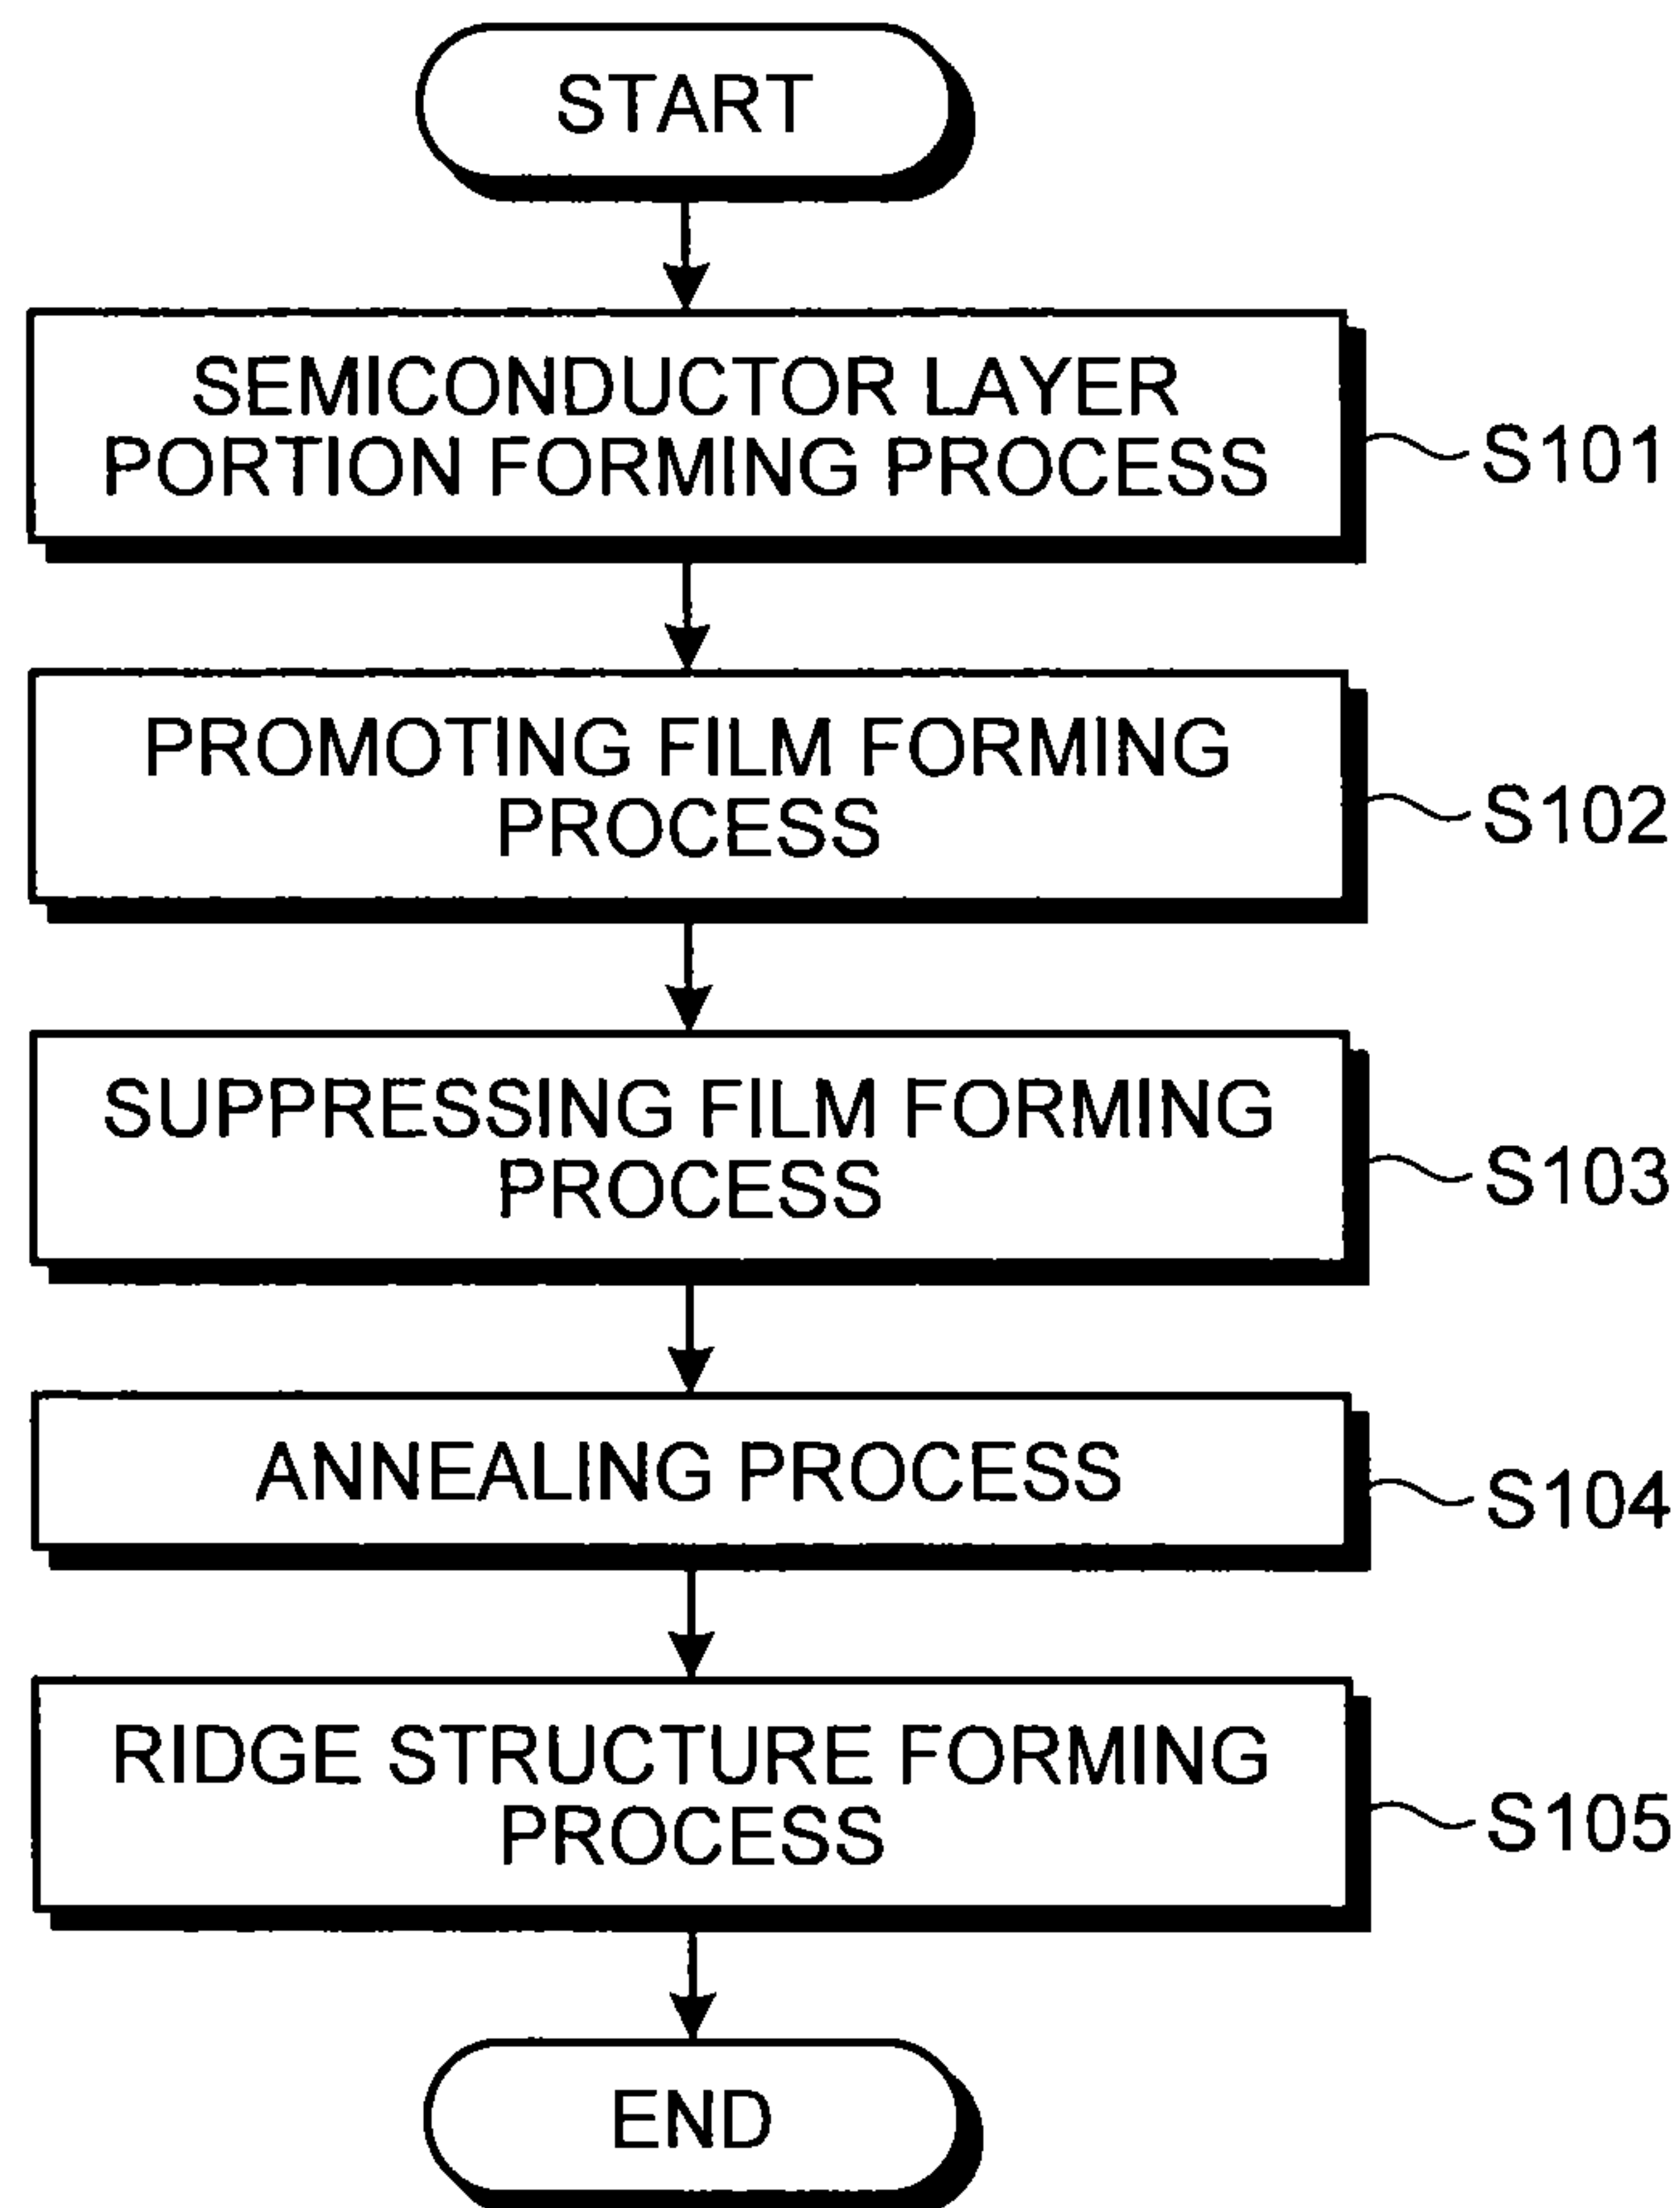 START
SEMICONDUCTOR LAYER
PORTION FORMING PROCESS
S101
PROMOTING FILM FORMING
PROCESS
S102
SUPPRESSING FILM FORMING
PROCESS
S103
ANNEALING PROCESS
S104
RIDGE STRUCTURE FORMING
PROCESS
S105
END